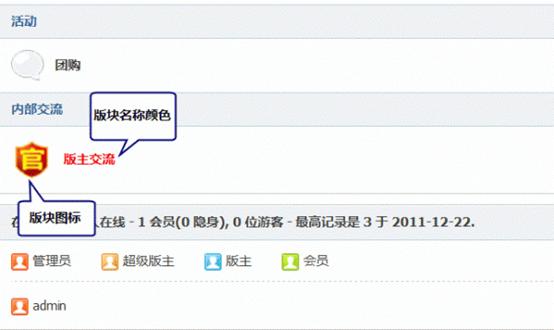 活动
团购
内部交流
版块名称颜色
官
版主交流
版块图标
人在线 - 1 会员(0 隐身), 0 位游客 - 最高记录是 3 于 2011-12-22.
管理员 超级版主 版主 会员
admin